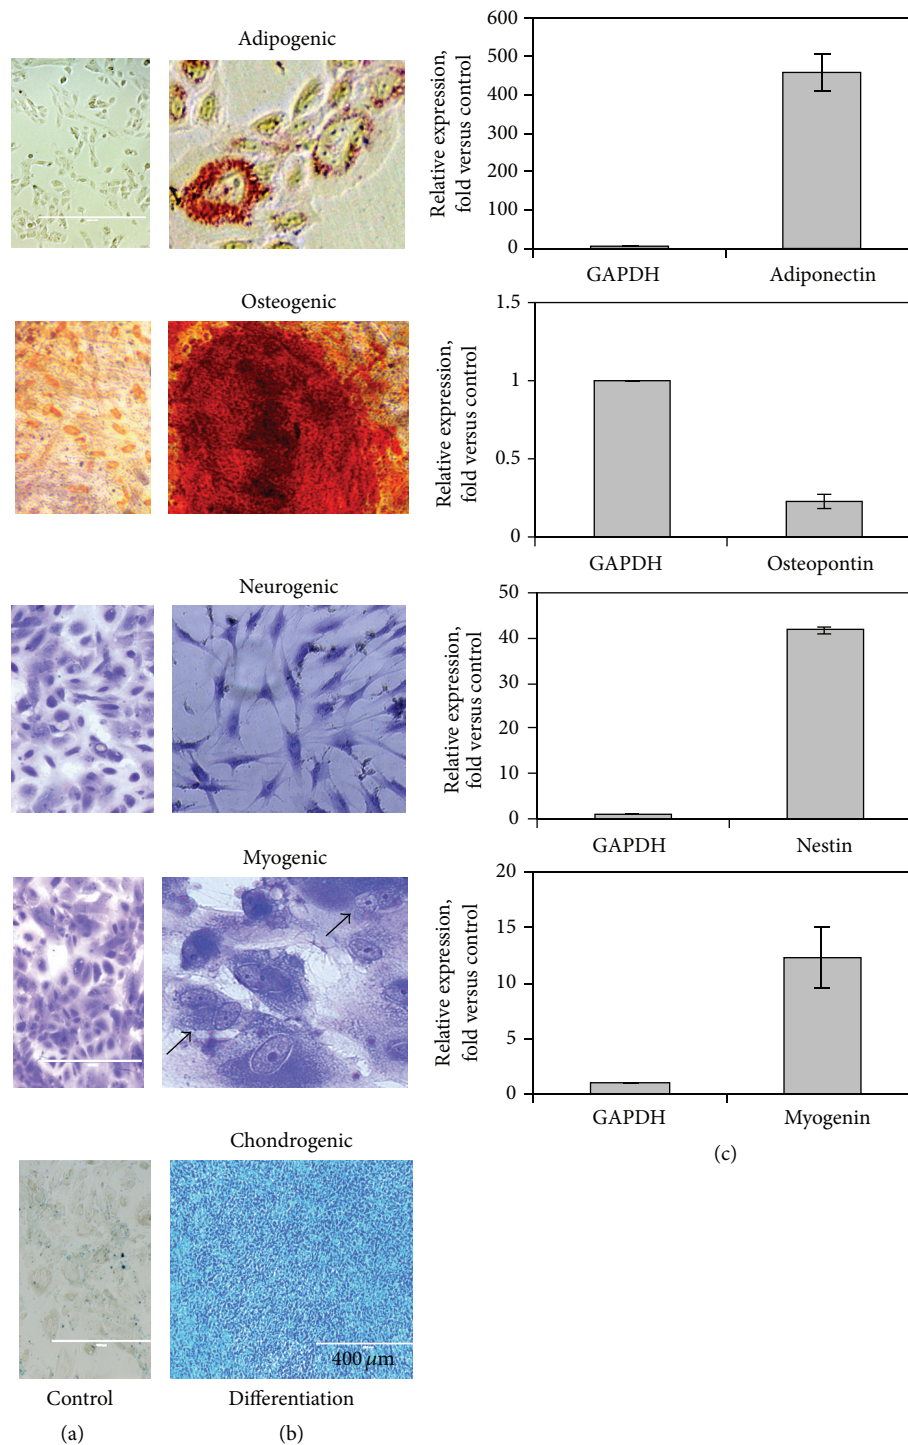 Adipogenic
Relative expression,
fold versus control
600
500
400
300
200
100
0
GAPDH
Adiponectin
Osteogenic
Relative expression,
fold versus control
1.5
1
0.5
0
GAPDH
Osteopontin
Neurogenic
Relative expression,
fold versus control
50
40
30
20
10
0
GAPDH
Nestin
Myogenic
Relative expression,
fold versus control
20
15
10
5
0
GAPDH
Myogenin
(c)
Chondrogenic
400 μm
Control
Differentiation
(a)
(b)